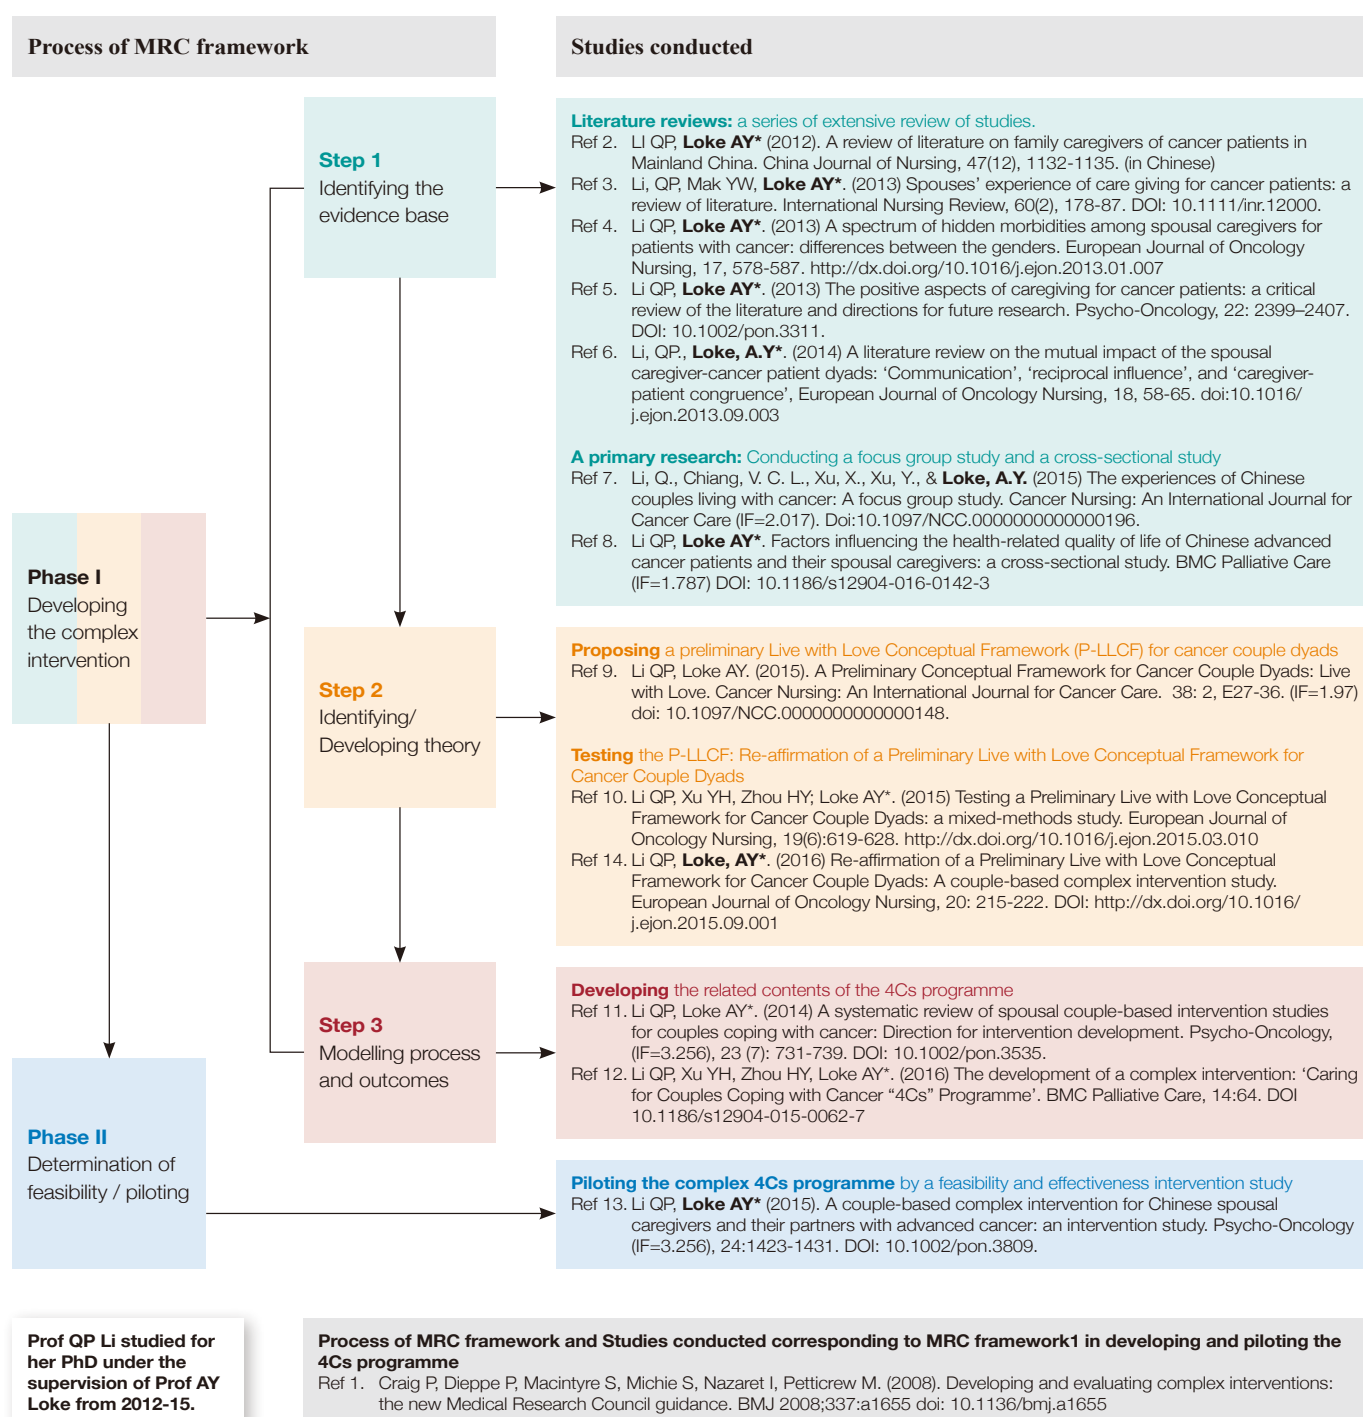 Process of MRC framework
Studies conducted
Step 1
Identifying the
evidence base
Literature reviews: a series of extensive review of studies.
Ref 2. LI QP, Loke AY* (2012). A review of literature on family caregivers of cancer patients in
Mainland China. China Journal of Nursing, 47(12), 1132-1135. (in Chinese)
Ref 3. Li, QP, Mak YW, Loke AY*. (2013) Spouses’ experience of care giving for cancer patients: a
review of literature. International Nursing Review, 60(2), 178-87. DOI: 10.1111/inr.12000.
Ref 4. Li QP, Loke AY*. (2013) A spectrum of hidden morbidities among spousal caregivers for
patients with cancer: differences between the genders. European Journal of Oncology
Nursing, 17, 578-587. http://dx.doi.org/10.1016/j.ejon.2013.01.007
Ref 5. Li QP, Loke AY*. (2013) The positive aspects of caregiving for cancer patients: a critical
review of the literature and directions for future research. Psycho-Oncology, 22: 2399–2407.
DOI: 10.1002/pon.3311.
Ref 6. Li, QP., Loke, A.Y*. (2014) A literature review on the mutual impact of the spousal
caregiver-cancer patient dyads: ‘Communication’, ‘reciprocal influence’, and ‘caregiver-
patient congruence’, European Journal of Oncology Nursing, 18, 58-65. doi:10.1016/
j.ejon.2013.09.003
A primary research: Conducting a focus group study and a cross-sectional study
Ref 7. Li, Q., Chiang, V. C. L., Xu, X., Xu, Y., & Loke, A.Y. (2015) The experiences of Chinese
couples living with cancer: A focus group study. Cancer Nursing: An International Journal for
Cancer Care (IF=2.017). Doi:10.1097/NCC.0000000000000196.
Ref 8. Li QP, Loke AY*. Factors influencing the health-related quality of life of Chinese advanced
cancer patients and their spousal caregivers: a cross-sectional study. BMC Palliative Care
(IF=1.787) DOI: 10.1186/s12904-016-0142-3
Phase I
Developing
the complex
intervention
Step 2
Identifying/
Developing theory
Proposing a preliminary Live with Love Conceptual Framework (P-LLCF) for cancer couple dyads
Ref 9. Li QP, Loke AY. (2015). A Preliminary Conceptual Framework for Cancer Couple Dyads: Live
with Love. Cancer Nursing: An International Journal for Cancer Care. 38: 2, E27-36. (IF=1.97)
doi: 10.1097/NCC.0000000000000148.
Testing the P-LLCF: Re-affirmation of a Preliminary Live with Love Conceptual Framework for
Cancer Couple Dyads
Ref 10. Li QP, Xu YH, Zhou HY; Loke AY*. (2015) Testing a Preliminary Live with Love Conceptual
Framework for Cancer Couple Dyads: a mixed-methods study. European Journal of
Oncology Nursing, 19(6):619-628. http://dx.doi.org/10.1016/j.ejon.2015.03.010
Ref 14. Li QP, Loke, AY*. (2016) Re-affirmation of a Preliminary Live with Love Conceptual
Framework for Cancer Couple Dyads: A couple-based complex intervention study.
European Journal of Oncology Nursing, 20: 215-222. DOI: http://dx.doi.org/10.1016/
j.ejon.2015.09.001
Step 3
Modelling process
and outcomes
Developing the related contents of the 4Cs programme
Ref 11. Li QP, Loke AY*. (2014) A systematic review of spousal couple-based intervention studies
for couples coping with cancer: Direction for intervention development. Psycho-Oncology,
(IF=3.256), 23 (7): 731-739. DOI: 10.1002/pon.3535.
Ref 12. Li QP, Xu YH, Zhou HY, Loke AY*. (2016) The development of a complex intervention: ‘Caring
for Couples Coping with Cancer “4Cs” Programme’. BMC Palliative Care, 14:64. DOI
10.1186/s12904-015-0062-7
Phase II
Determination of
feasibility / piloting
Piloting the complex 4Cs programme by a feasibility and effectiveness intervention study
Ref 13. Li QP, Loke AY* (2015). A couple-based complex intervention for Chinese spousal
caregivers and their partners with advanced cancer: an intervention study. Psycho-Oncology
(IF=3.256), 24:1423-1431. DOI: 10.1002/pon.3809.
Prof QP Li studied for
her PhD under the
supervision of Prof AY
Loke from 2012-15.
Process of MRC framework and Studies conducted corresponding to MRC framework1 in developing and piloting the
4Cs programme
Ref 1. Craig P, Dieppe P, Macintyre S, Michie S, Nazaret I, Petticrew M. (2008). Developing and evaluating complex interventions:
the new Medical Research Council guidance. BMJ 2008;337:a1655 doi: 10.1136/bmj.a1655